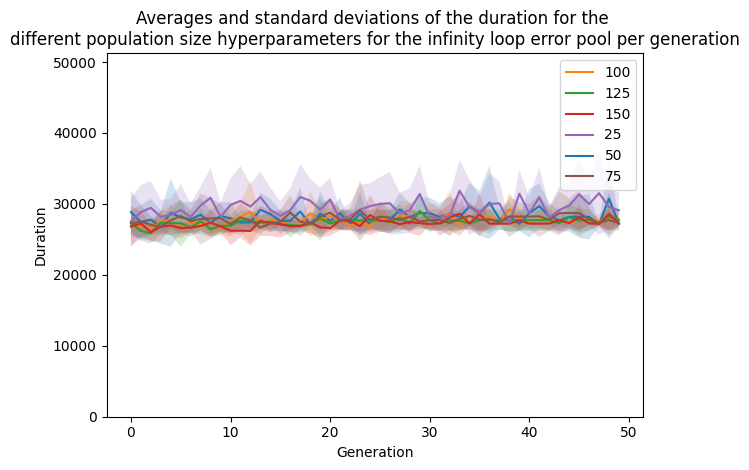 Averages and standard deviations of the duration for the
different population size hyperparameters for the infinity loop error pool per generation
50000
40000
30000
20000
10000
0
Duration
0 10 20 30 40 50
Generation
100
125
150
25
50
75